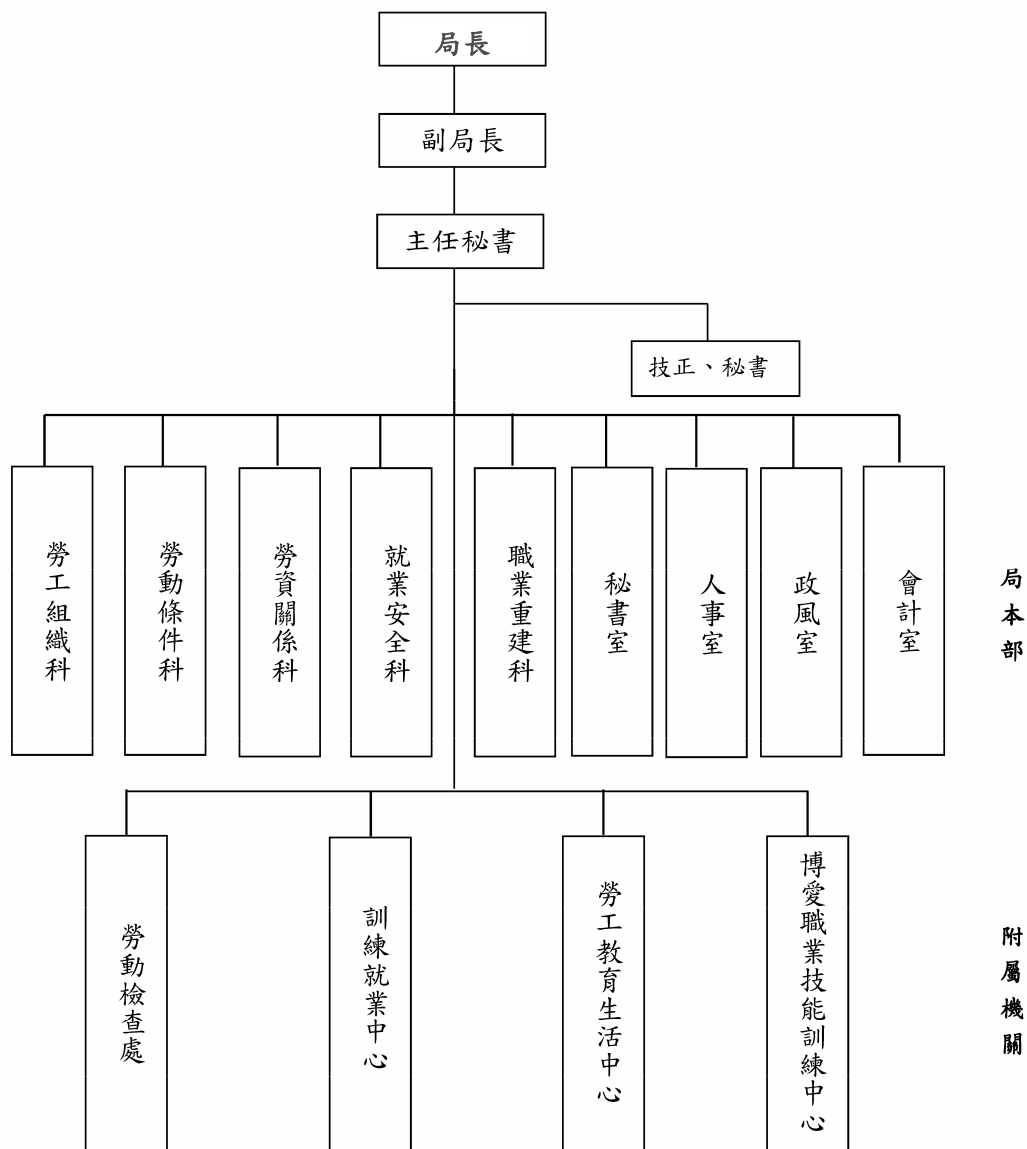 局長
副局長
主任秘書
技正、秘書
勞工組織科
勞動條件科
勞資關係科
就業安全科
職業重建科
秘書室
人事室
政風室
會計室
局本部
勞動檢查處
訓練就業中心
勞工教育生活中心
博愛職業技能訓練中心
附屬機關